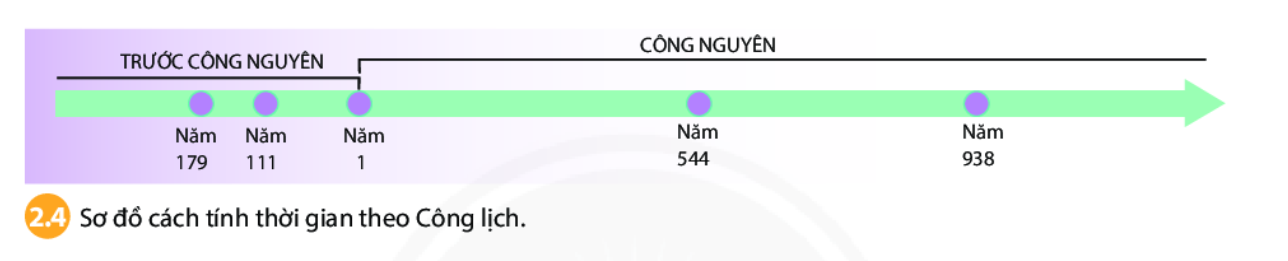 CÔNG NGUYÊN
TRƯỚC CÔNG NGUYÊN
Năm Năm Năm Năm Năm
179 111 1 544 938
2.4 Sơ đồ cách tính thời gian theo Công lịch.